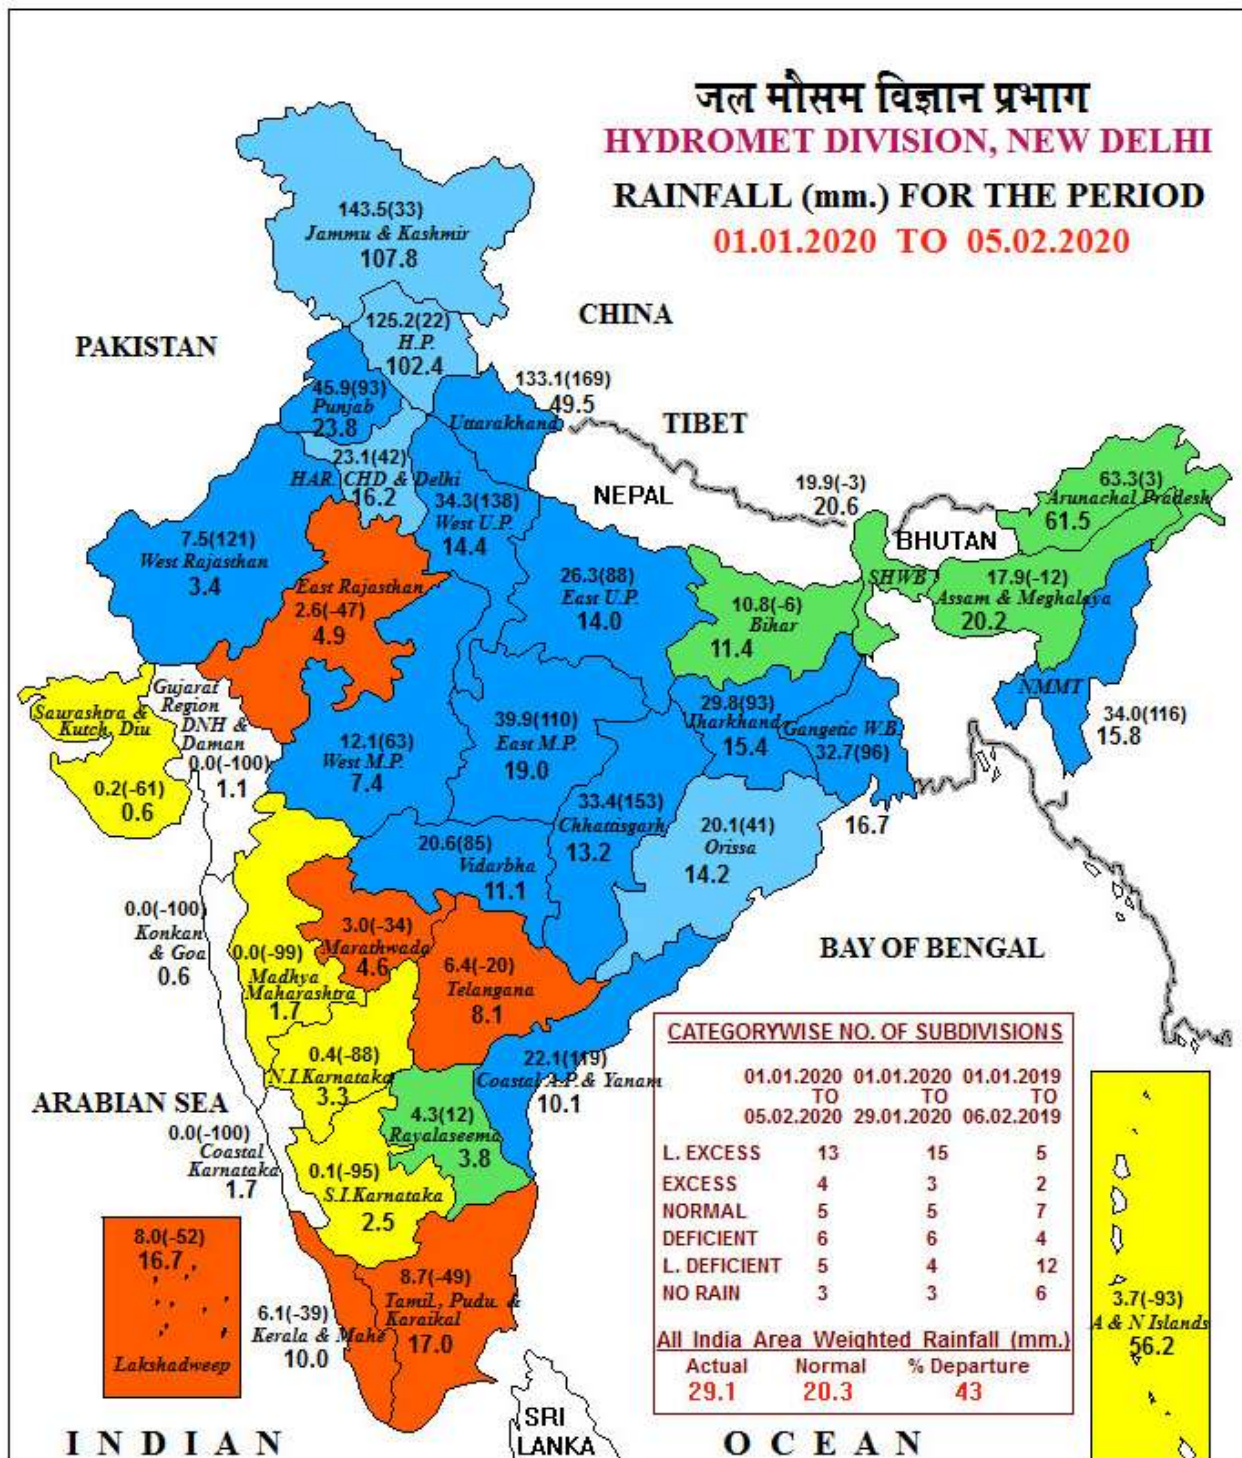 जल मौसम विज्ञान प्रभाग
HYDROMET DIVISION, NEW DELHI
RAINFALL (mm.) FOR THE PERIOD
01.01.2020 TO 05.02.2020
143.5(33)
Jammu & Kashmir
107.8
125.2(22)
H.P.
102.4
CHINA
PAKISTAN
45.9(93)
Punjab
23.8
133.1(169)
49.5
Uttarakhand
TIBET
23.1(42)
HAR. CHD & Delhi
16.2
34.3(138)
West U.P.
14.4
NEPAL
19.9(-3)
20.6
SHWB
BHUTAN
63.3(3)
Arunachal Pradesh
61.5
7.5(121)
West Rajasthan
3.4
East Rajasthan
2.6(-47)
4.9
26.3(88)
East U.P.
14.0
10.8(-6)
Bihar
11.4
17.9(-12)
Assam & Meghalaya
20.2
NMMT
34.0(116)
15.8
Saurashtra &
Kutch, Diu
0.2(-61)
0.6
Gujarat
Region
DNH &
Daman
0.0(-100)
1.1
12.1(63)
West M.P.
7.4
39.9(110)
East M.P.
19.0
29.8(93)
Jharkhand
15.4
Gangetic W.B.
32.7(96)
16.7
33.4(153)
Chhattisgarh
13.2
20.1(41)
Orissa
14.2
20.6(85)
Vidarbha
11.1
0.0(-100)
Konkan
& Goa
0.6
0.0(-99)
Madhya
Maharashtra
1.7
3.0(-34)
Marathwada
4.6
6.4(-20)
Telangana
8.1
BAY OF BENGAL
0.4(-88)
N.I.Karnataka
3.3
22.1(119)
Coastal A.P.& Yanam
10.1
ARABIAN SEA
0.0(-100)
Coastal
Karnataka
1.7
4.3(12)
Rayalaseema
3.8
0.1(-95)
S.I.Karnataka
2.5
8.0(-52)
16.7
Lakshadweep
6.1(-39)
Kerala & Mahe
10.0
8.7(-49)
Tamil., Pudu. &
Karaikal
17.0
CATEGORYWISE NO. OF SUBDIVISIONS
01.01.2020 01.01.2020 01.01.2019
TO TO TO
05.02.2020 29.01.2020 06.02.2019
L. EXCESS 13 15 5
EXCESS 4 3 2
NORMAL 5 5 7
DEFICIENT 6 6 4
L. DEFICIENT 5 4 12
NO RAIN 3 3 6
All India Area Weighted Rainfall (mm.)
Actual Normal % Departure
29.1 20.3 43
3.7(-93)
A & N Islands
56.2
SRI
LANKA
INDIAN OCEAN